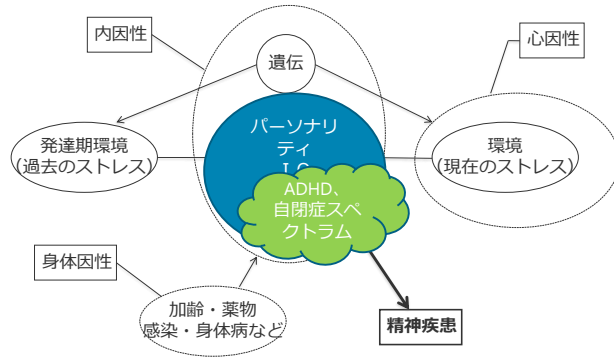 内因性
心因性
遺伝
パーソナリ
ティ
発達期環境
(過去のストレス)
環境
(現在のストレス)
ADHD、
自閉症スペ
クトラム
身体因性
加齢・薬物
感染・身体病など
精神疾患